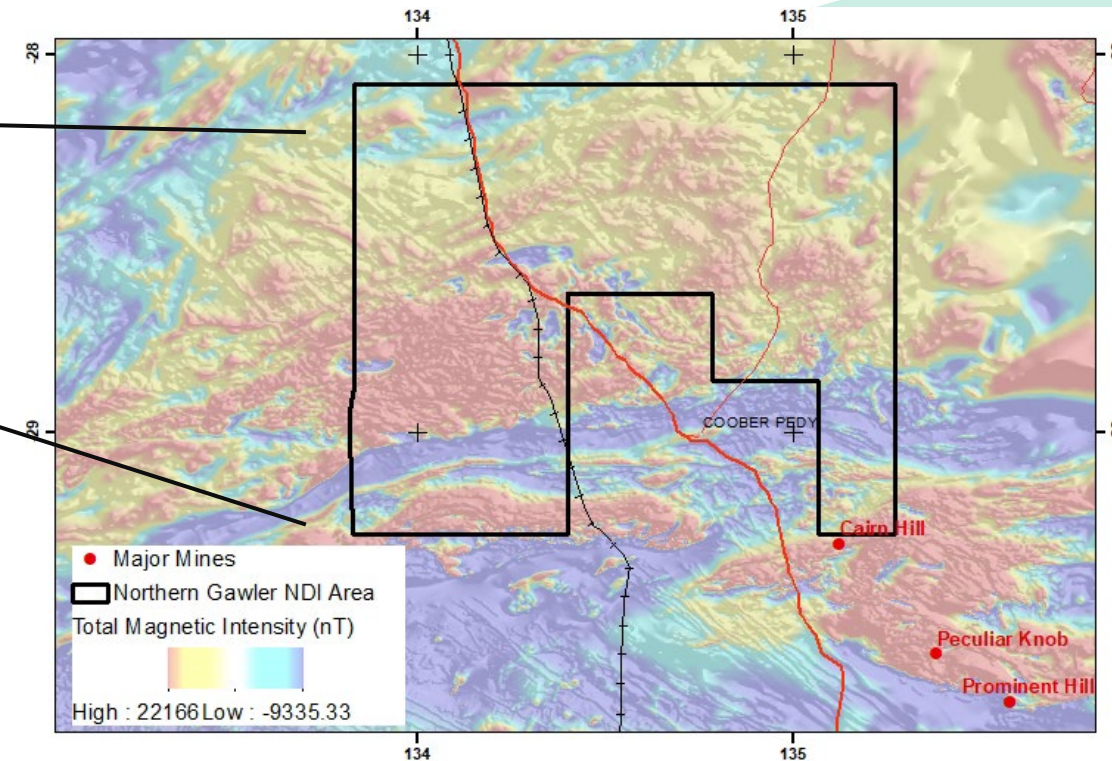 134 135
28
29
COOBER PEDY
Cairn Hill
Major Mines
Northern Gawler NDI Area
Total Magnetic Intensity (nT)
High : 22166 Low : -9335.33
Peculiar Knob
Prominent Hill
134 135